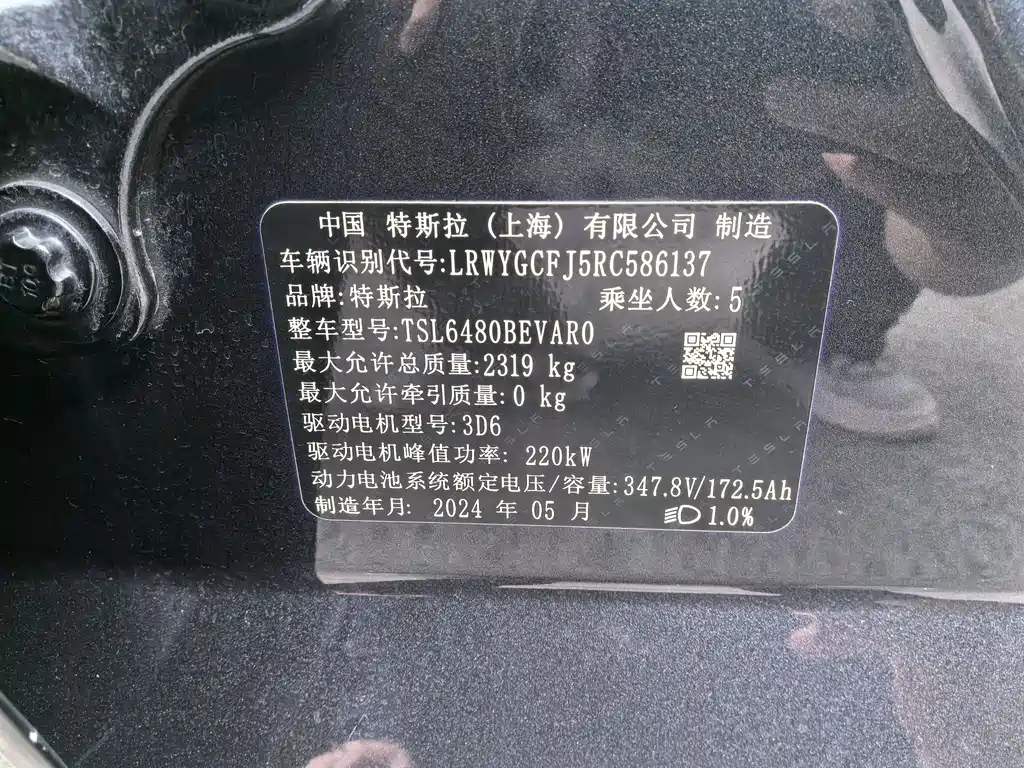 中国 特斯拉（上海）有限公司 制造
车辆识别代号:LRWYGCFJ5RC586137
品牌:特斯拉 乘坐人数:5
整车型号:TSL6480BEVAR0
最大允许总质量:2319 kg
最大允许牵引质量:0 kg
驱动电机型号:3D6
驱动电机峰值功率: 220kW
动力电池系统额定电压/容量:347.8V/172.5Ah
制造年月: 2024 年 05 月 1.0%
TESLA